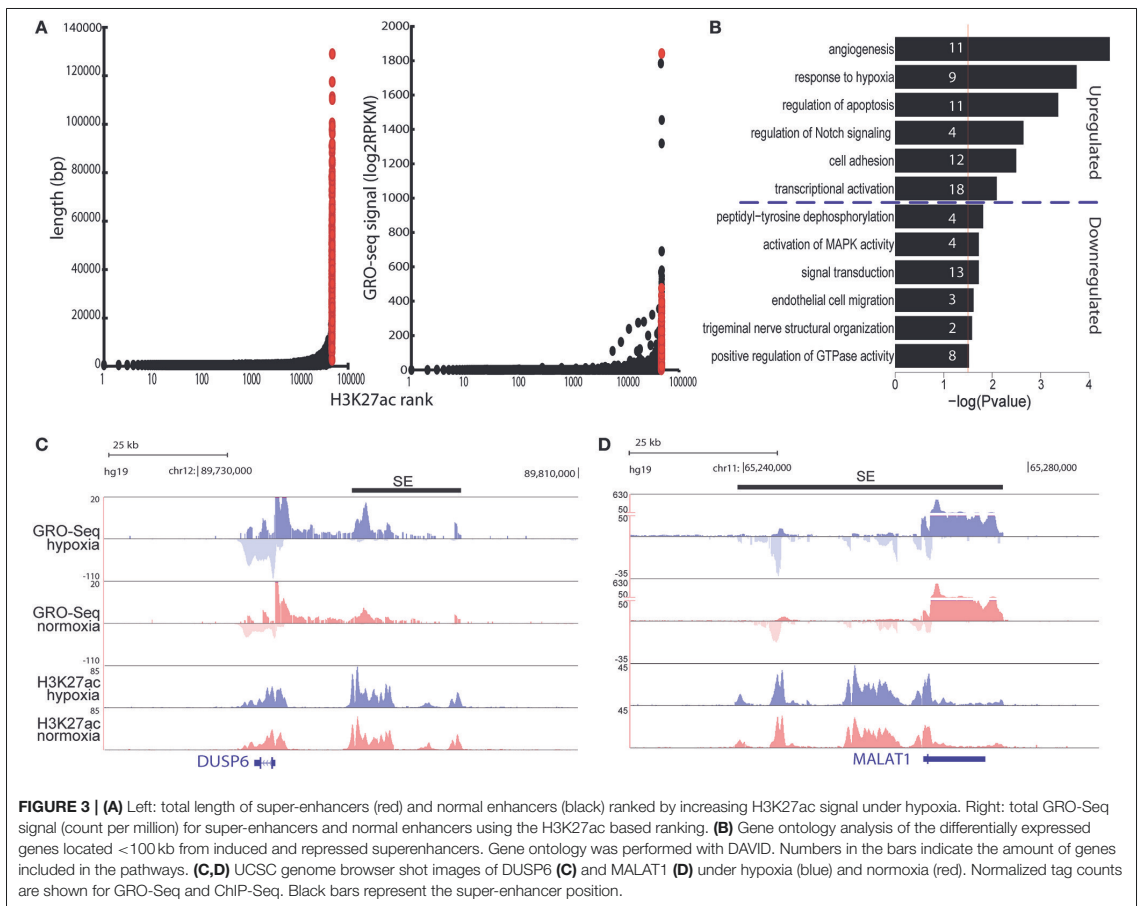 A
140000
120000
100000
80000
60000
40000
20000
0
length (bp)
1 10 100 1000 10000 100000
2000
1800
1600
1400
1200
1000
800
600
400
200
0
GRO-seq signal (log2RPKM)
1 10 100 1000 10000 100000
H3K27ac rank
B
angiogenesis 11
response to hypoxia 9
regulation of apoptosis 11
regulation of Notch signaling 4
cell adhesion 12
transcriptional activation 18
peptidyl−tyrosine dephosphorylation 4
activation of MAPK activity 4
signal transduction 13
endothelial cell migration 3
trigeminal nerve structural organization 2
positive regulation of GTPase activity 8
Upregulated
Downregulated
0 1 2 3 4
−log(Pvalue)
C
25 kb
hg19 chr12: 89,730,000 89,810,000
SE
20
GRO-Seq
hypoxia
-110
20
GRO-Seq
normoxia
-110
85
H3K27ac
hypoxia
85
H3K27ac
normoxia
DUSP6
D
25 kb
hg19 chr11: 65,240,000 65,280,000
SE
630
50
50
-35
630
50
50
-35
45
45
MALAT1
FIGURE 3 | (A) Left: total length of super-enhancers (red) and normal enhancers (black) ranked by increasing H3K27ac signal under hypoxia. Right: total GRO-Seq
signal (count per million) for super-enhancers and normal enhancers using the H3K27ac based ranking. (B) Gene ontology analysis of the differentially expressed
genes located <100 kb from induced and repressed superenhancers. Gene ontology was performed with DAVID. Numbers in the bars indicate the amount of genes
included in the pathways. (C,D) UCSC genome browser shot images of DUSP6 (C) and MALAT1 (D) under hypoxia (blue) and normoxia (red). Normalized tag counts
are shown for GRO-Seq and ChIP-Seq. Black bars represent the super-enhancer position.